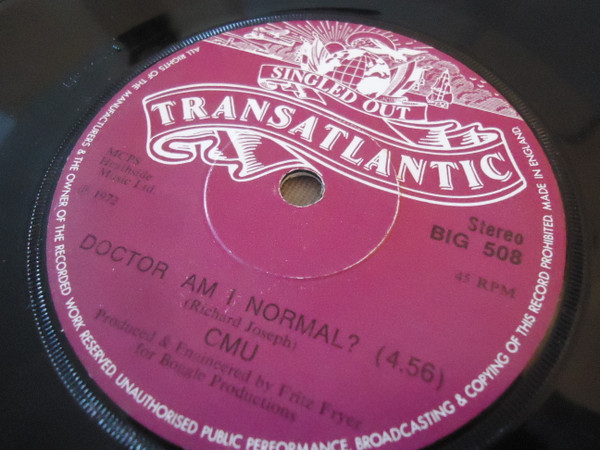 SINGLED OUT
TRANSATLANTIC
MCPS
Heathside
Music Ltd.
℗ 1972
Stereo
BIG 508
45 RPM
DOCTOR AM I NORMAL? (4.56)
(Richard Joseph)
CMU
Produced & Engineered by Fritz Fryer
for Boggle Productions
ALL RIGHTS OF THE MANUFACTURERS & THE OWNER OF THE RECORDED WORK RESERVED. UNAUTHORISED PUBLIC PERFORMANCE, BROADCASTING & COPYING OF THIS RECORD PROHIBITED. MADE IN ENGLAND.